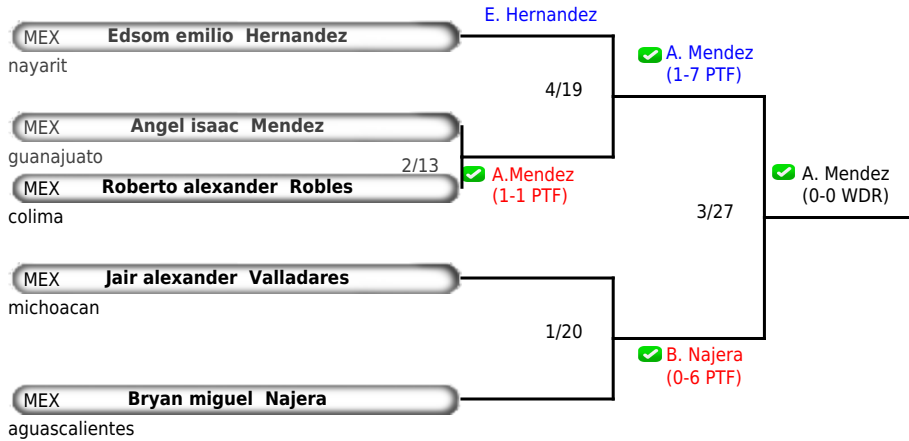 E. Hernandez
MEX Edsom emilio Hernandez
nayarit
A. Mendez
(1-7 PTF)
4/19
MEX Angel isaac Mendez
guanajuato
2/13
A.Mendez
(1-1 PTF)
MEX Roberto alexander Robles
colima
A. Mendez
(0-0 WDR)
3/27
MEX Jair alexander Valladares
michoacan
1/20
B. Najera
(0-6 PTF)
MEX Bryan miguel Najera
aguascalientes